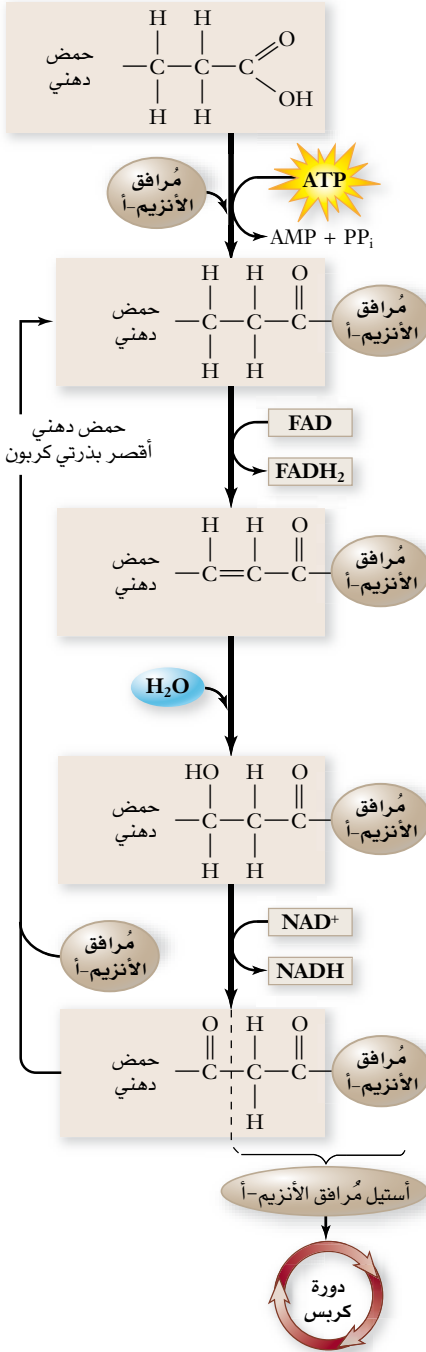 H H
O
حمض
دهني
C C C
OH
H H
مُرافق
الأنزيم-أ
ATP
AMP + PPi
H H O
حمض
دهني
C C C
مُرافق
الأنزيم-أ
H H
حمض دهني
أقصر بذرتي كربون
FAD
FADH₂
H H O
حمض
دهني
C=C C
مُرافق
الأنزيم-أ
H₂O
HO H O
حمض
دهني
C C C
مُرافق
الأنزيم-أ
H H
NAD⁺
NADH
مُرافق
الأنزيم-أ
O H O
حمض
دهني
C C C
مُرافق
الأنزيم-أ
H
أستيل مُرافق الأنزيم-أ
دورة
كربس